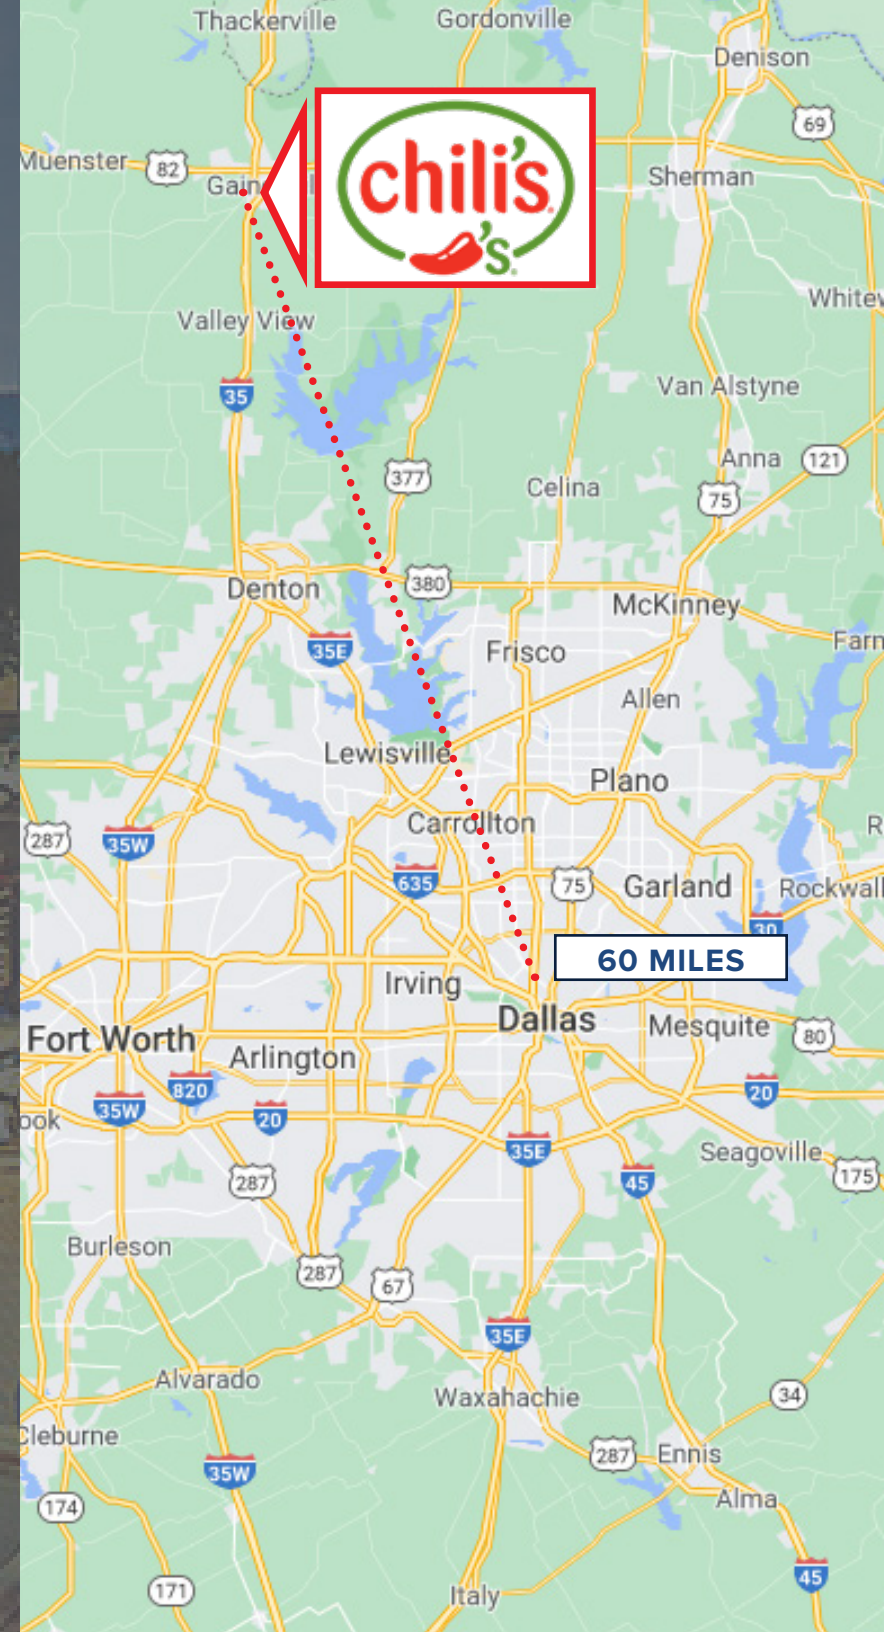 Thackerville
Gordonville
Denison
69
Muenster
82
Gain
chili's
's
Sherman
Valley View
35
Van Alstyne
377
Anna
121
Celina
75
Denton
380
McKinney
35E
Frisco
Allen
Lewisville
Plano
287
35W
Carrollton
635
75
Garland
Rockwall
30
60 MILES
Irving
Dallas
Fort Worth
Mesquite
80
Arlington
820
35W
20
20
35E
Seagoville
175
287
45
Burleson
287
67
35E
Alvarado
Waxahachie
34
Cleburne
287
Ennis
35W
Alma
174
45
171
Italy